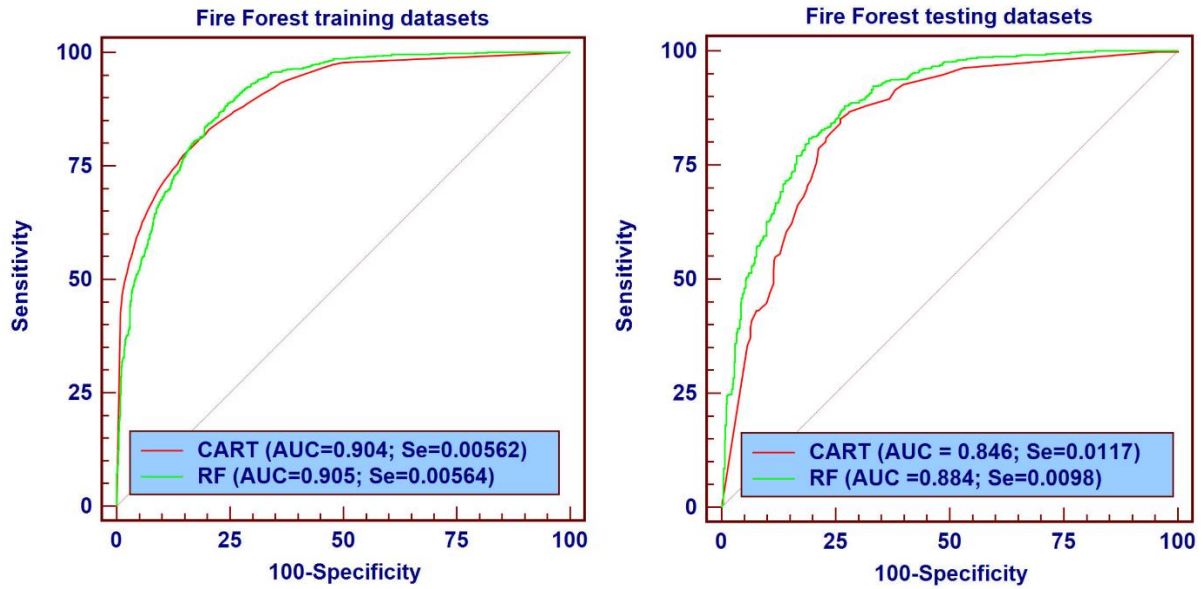 Fire Forest training datasets
100
75
50
25
0
Sensitivity
CART (AUC=0.904; Se=0.00562)
RF (AUC=0.905; Se=0.00564)
0 25 50 75 100
100-Specificity
Fire Forest testing datasets
100
75
50
25
0
Sensitivity
CART (AUC = 0.846; Se=0.0117)
RF (AUC =0.884; Se=0.0098)
0 25 50 75 100
100-Specificity